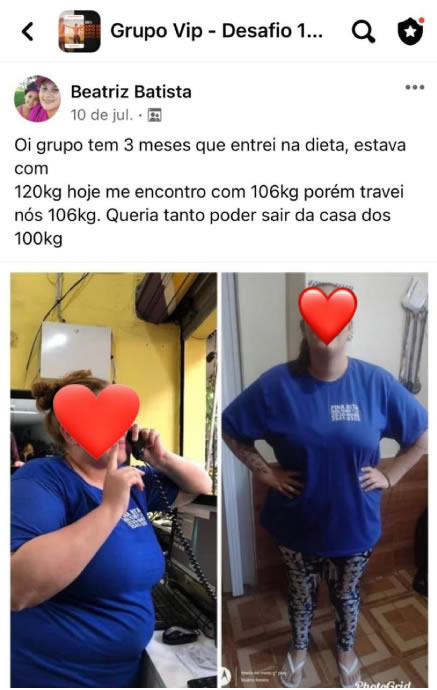 Grupo Vip - Desafio 1...
Beatriz Batista
10 de jul. ·
Oi grupo tem 3 meses que entrei na dieta, estava
com
120kg hoje me encontro com 106kg porém travei
nós 106kg. Queria tanto poder sair da casa dos
100kg
PhotoGrid